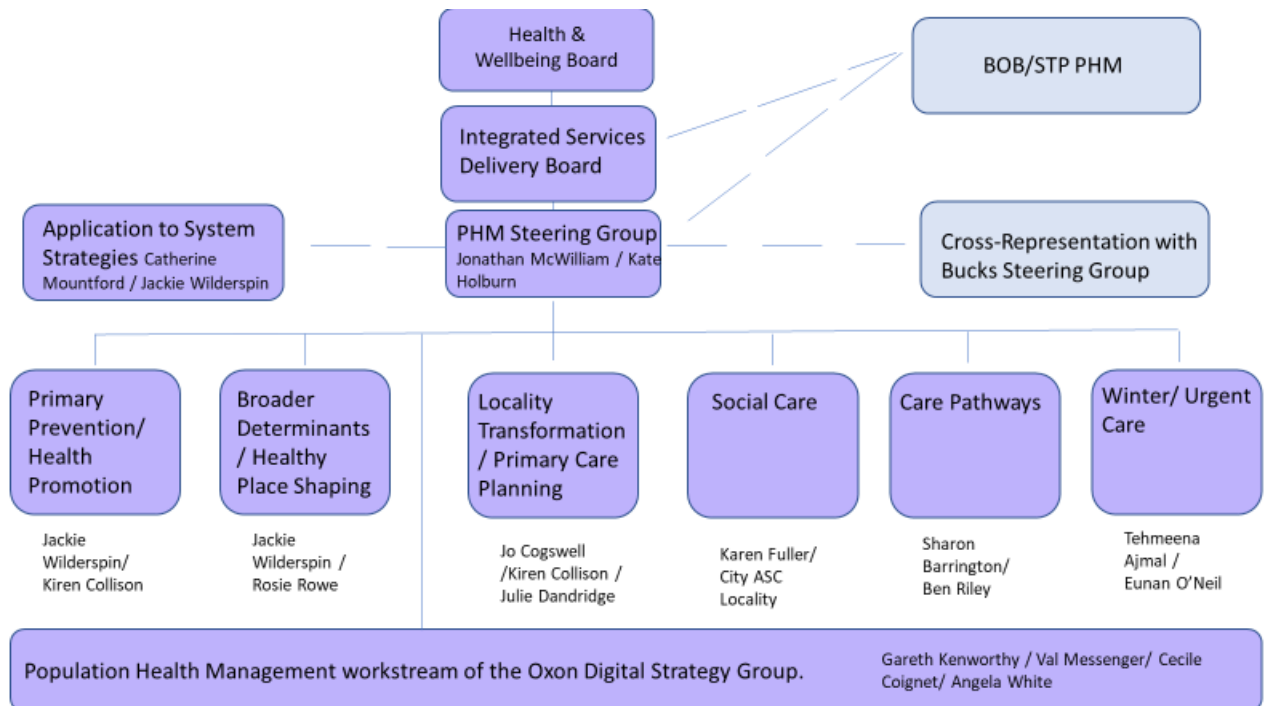 Health &
Wellbeing Board
BOB/STP PHM
Integrated Services
Delivery Board
Application to System
Strategies Catherine
Mountford / Jackie Wilderspin
PHM Steering Group
Jonathan McWilliam / Kate
Holburn
Cross-Representation with
Bucks Steering Group
Primary
Prevention/
Health
Promotion
Broader
Determinants
/ Healthy
Place Shaping
Locality
Transformation
/ Primary Care
Planning
Social Care
Care Pathways
Winter/ Urgent
Care
Jackie
Wilderspin/
Kiren Collison
Jackie
Wilderspin /
Rosie Rowe
Jo Cogswell
/Kiren Collison /
Julie Dandridge
Karen Fuller/
City ASC
Locality
Sharon
Barrington/
Ben Riley
Tehmeena
Ajmal /
Eunan O’Neil
Population Health Management workstream of the Oxon Digital Strategy Group.
Gareth Kenworthy / Val Messenger/ Cecile
Coignet/ Angela White